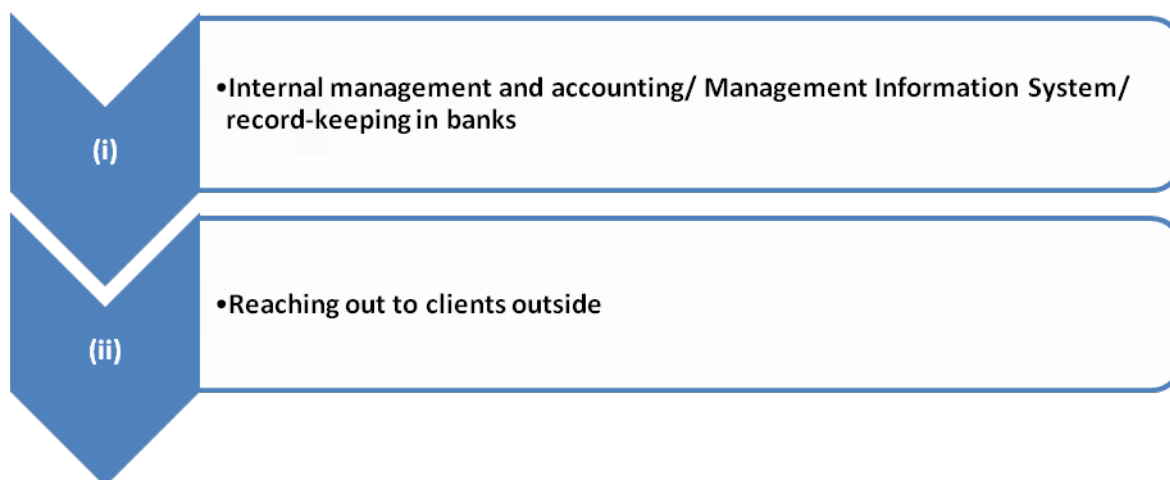 •Internal management and accounting/ Management Information System/
record-keeping in banks
(i)
•Reaching out to clients outside
(ii)